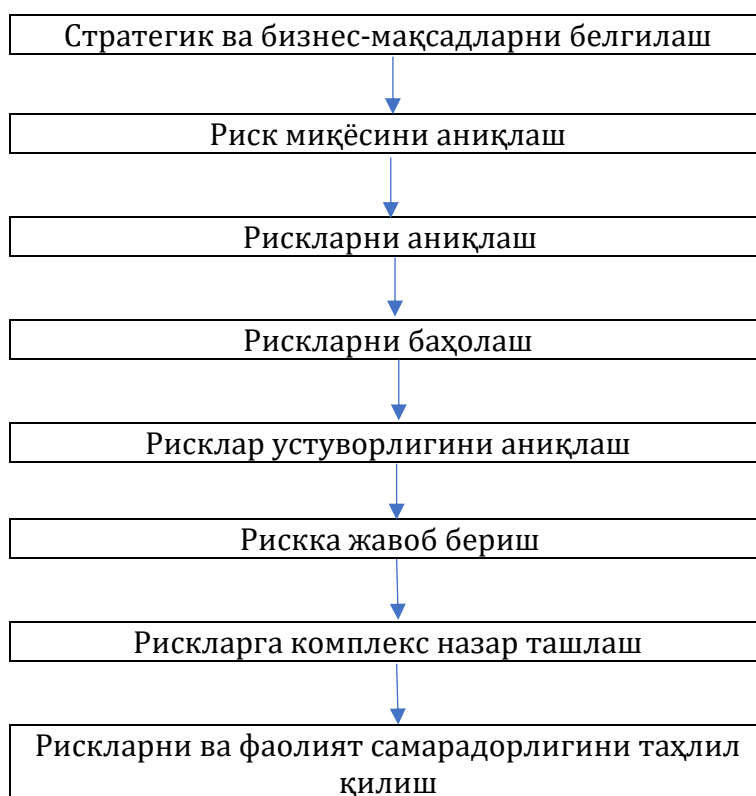 Стратегик ва бизнес-мақсадларни белгилаш
Риск миқёсини аниқлаш
Рискларни аниқлаш
Рискларни баҳолаш
Рисклар устуворлигини аниқлаш
Рискка жавоб бериш
Рискларга комплекс назар ташлаш
Рискларни ва фаолият самарадорлигини таҳлил
қилиш